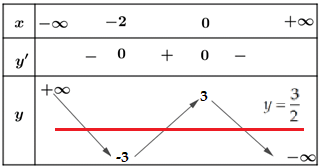 x −∞ −2 0 +∞
y′ − 0 + 0 −
+∞ 3 y = 3/2
y
-3 −∞